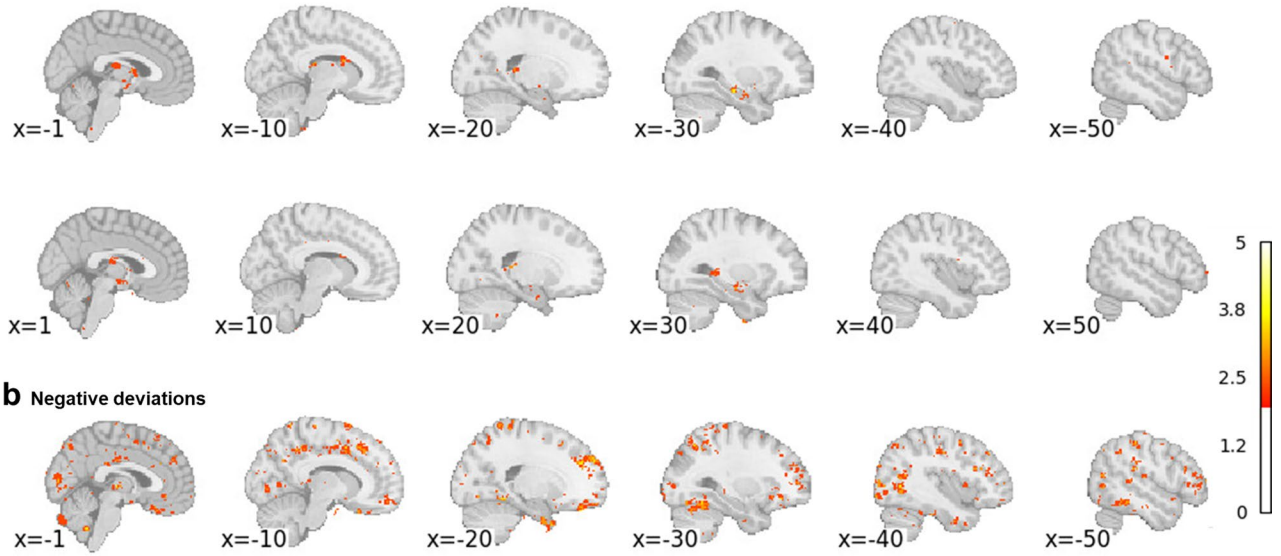 x=-1 x=-10 x=-20 x=-30 x=-40 x=-50
x=1 x=10 x=20 x=30 x=40 x=50
5
3.8
2.5
1.2
0
b Negative deviations
x=-1 x=-10 x=-20 x=-30 x=-40 x=-50